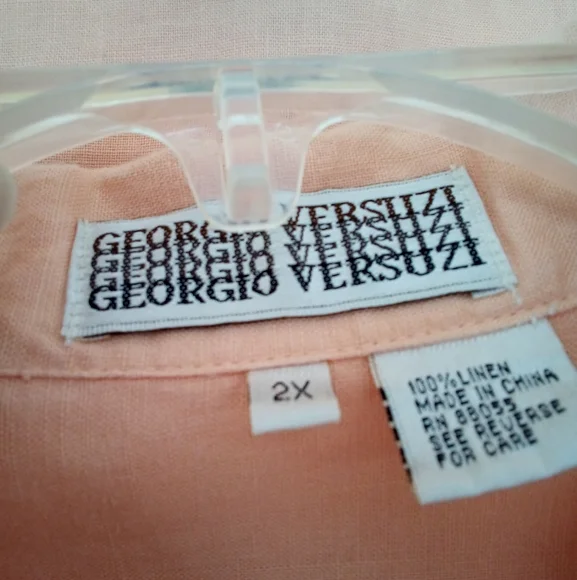 GEORGIO VERSUZI
GEORGIO VERSUZI
GEORGIO VERSUZI
GEORGIO VERSUZI
2X
100% LINEN
MADE IN CHINA
RN 88055
SEE REVERSE
FOR CARE